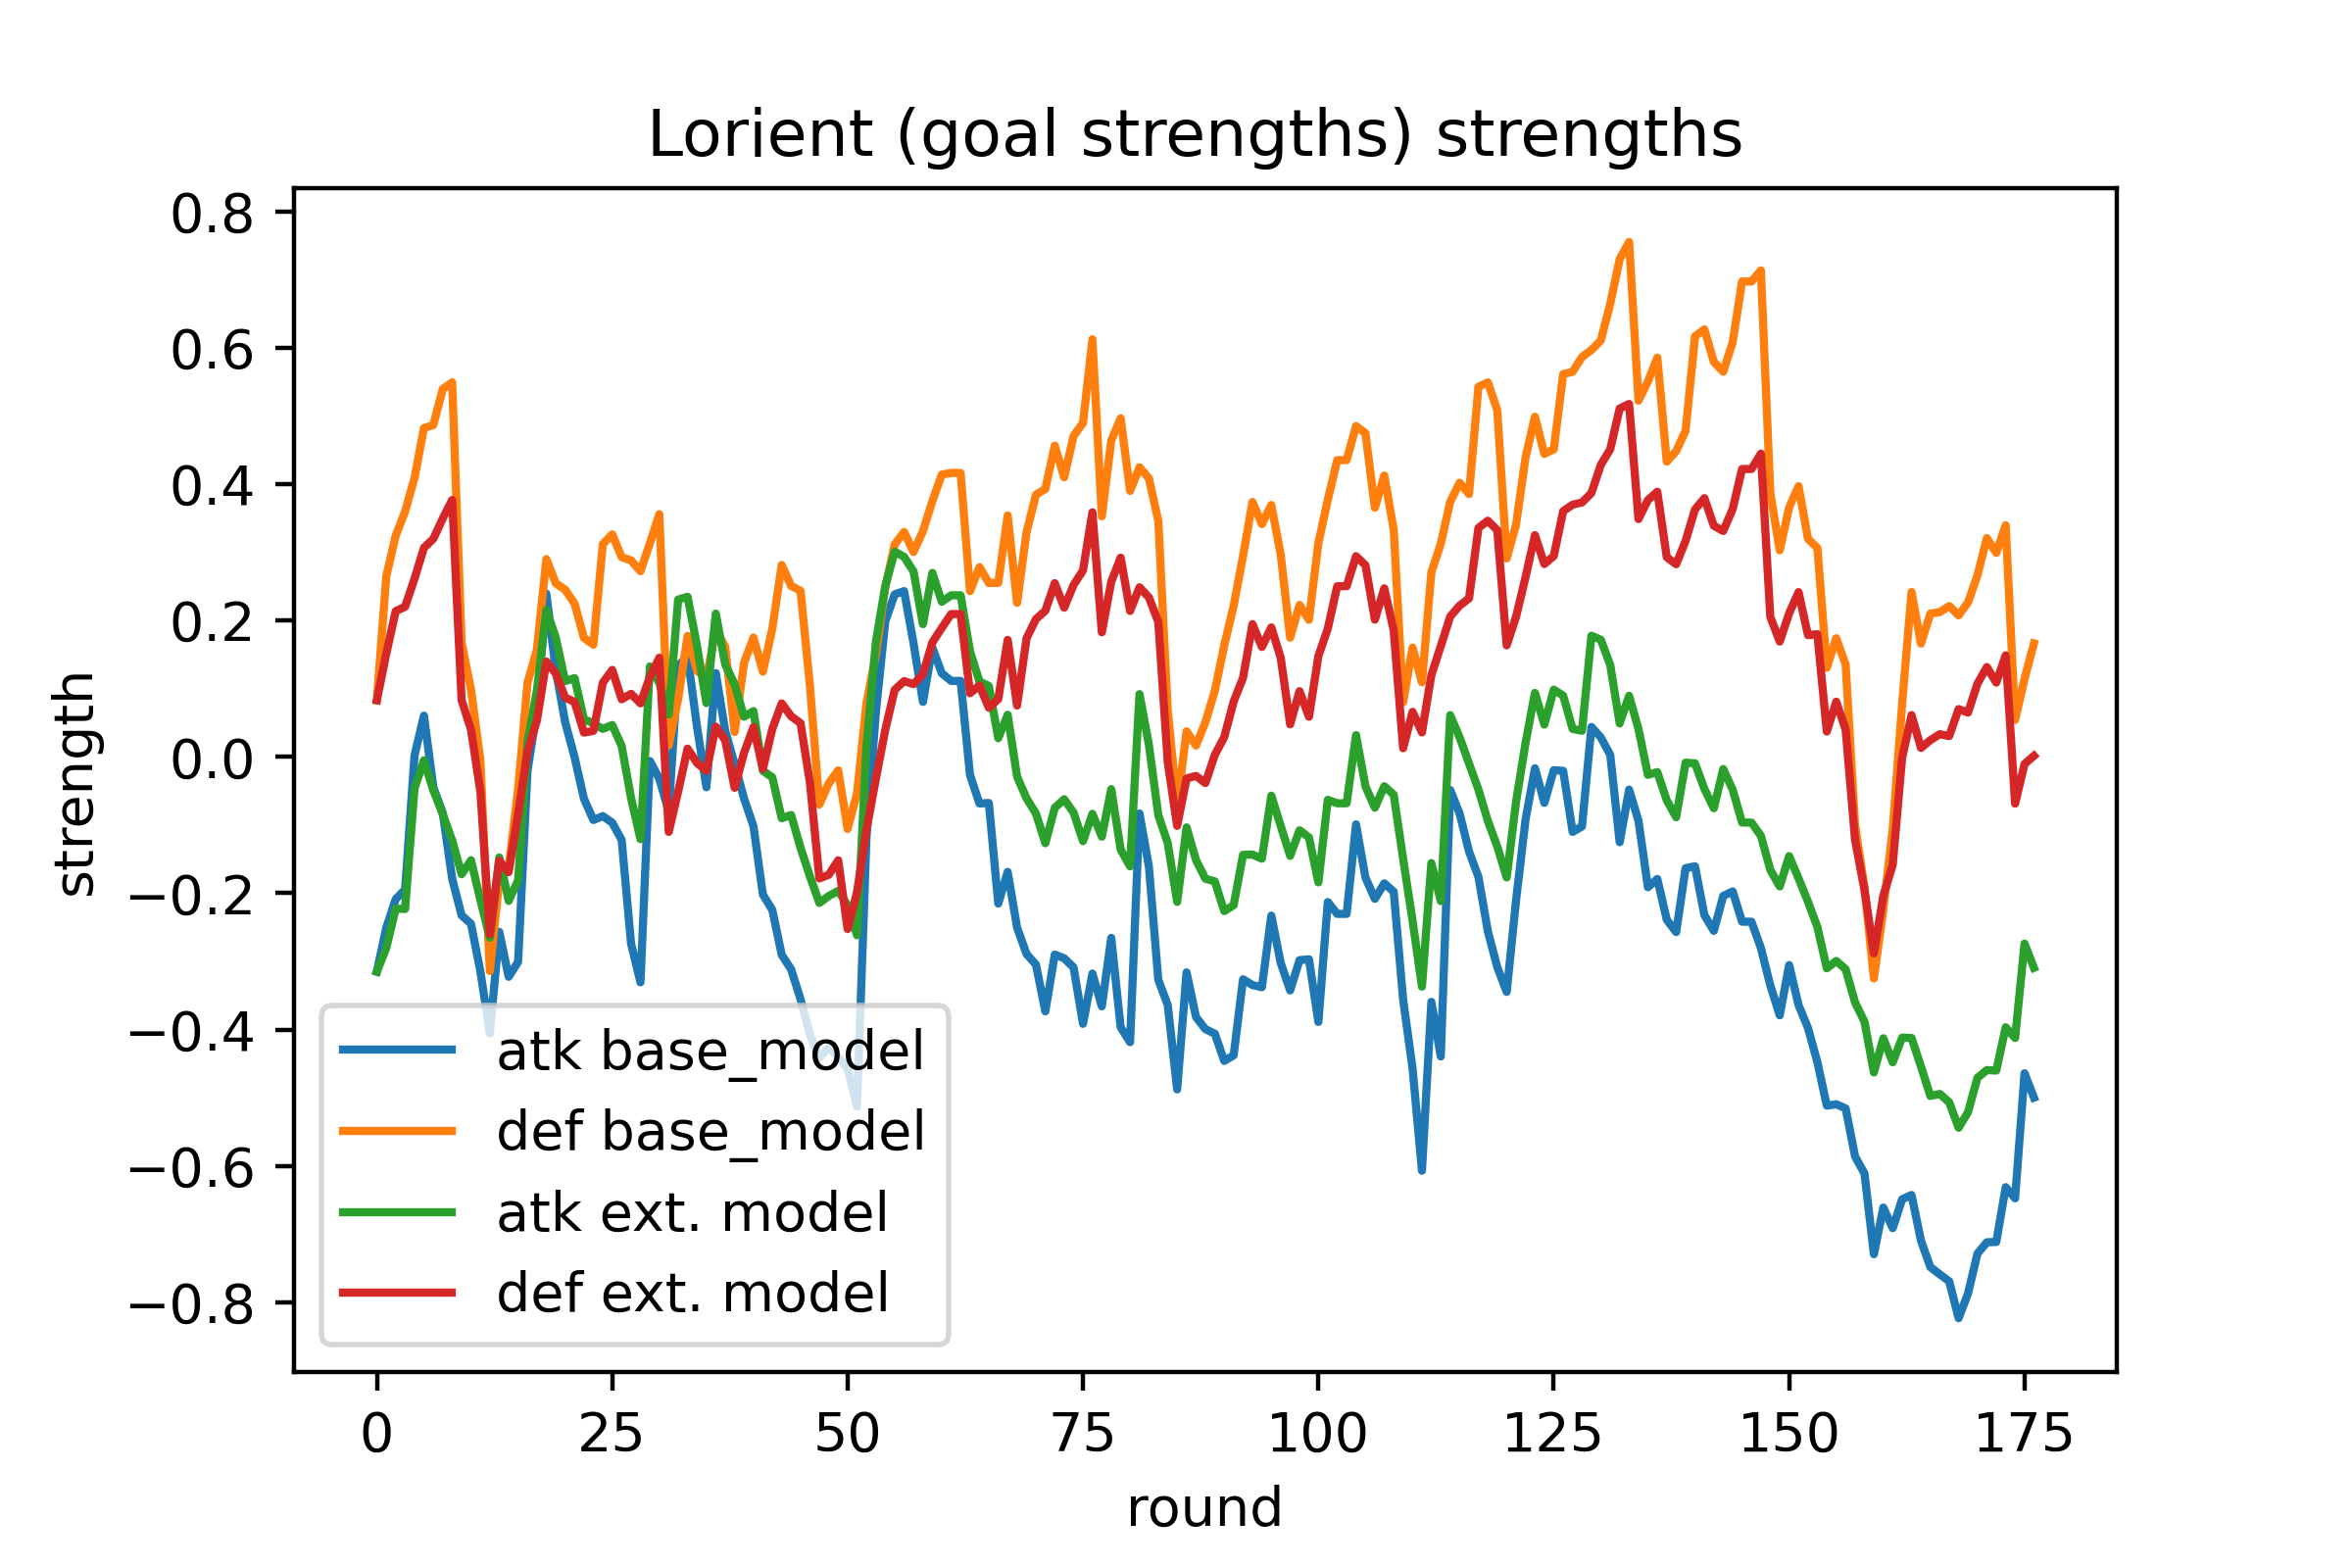 Lorient (goal strengths) strengths
strength
0.8
0.6
0.4
0.2
0.0
−0.2
−0.4
−0.6
−0.8
atk base_model
def base_model
atk ext. model
def ext. model
0 25 50 75 100 125 150 175
round